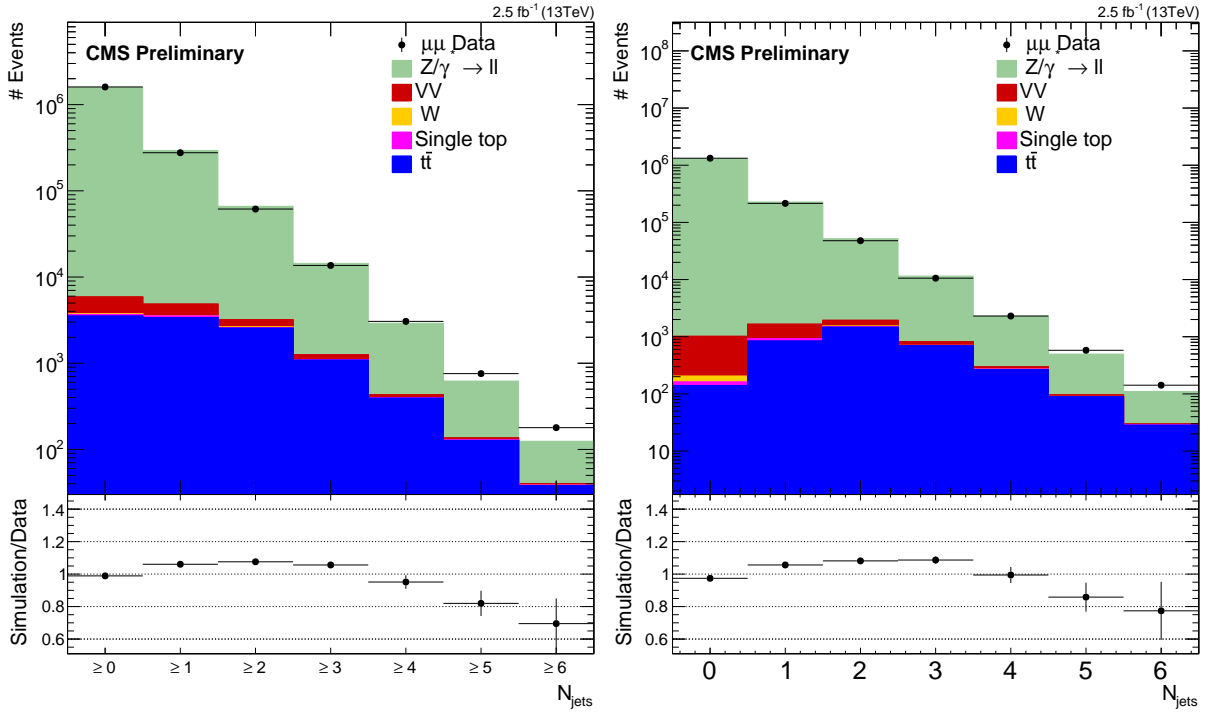 2.5 fb⁻¹ (13TeV)
CMS Preliminary
μμ Data
Z/γ* → ll
VV
W
Single top
tt̄
# Events
10⁶
10⁵
10⁴
10³
10²
Simulation/Data
1.4
1.2
1
0.8
0.6
≥ 0 ≥ 1 ≥ 2 ≥ 3 ≥ 4 ≥ 5 ≥ 6
N_jets
2.5 fb⁻¹ (13TeV)
CMS Preliminary
μμ Data
Z/γ* → ll
VV
W
Single top
tt̄
# Events
10⁸
10⁷
10⁶
10⁵
10⁴
10³
10²
10
Simulation/Data
1.4
1.2
1
0.8
0.6
0 1 2 3 4 5 6
N_jets